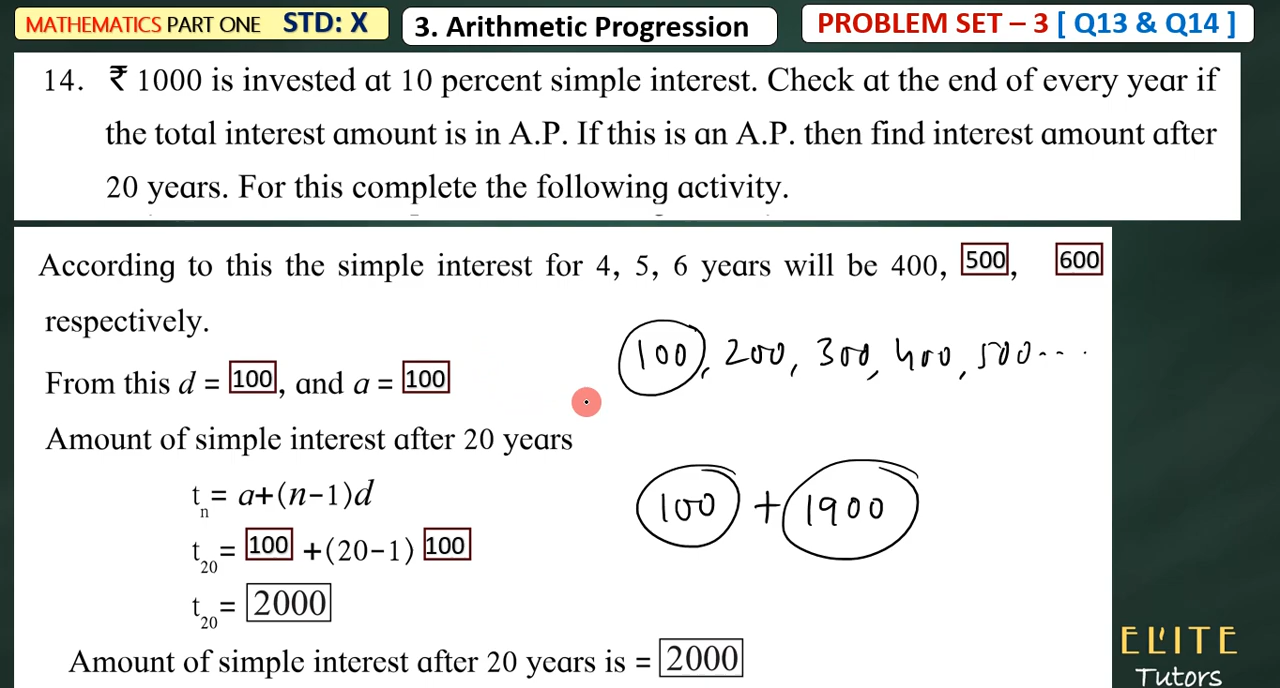 MATHEMATICS PART ONE STD: X
3. Arithmetic Progression
PROBLEM SET – 3 [ Q13 & Q14 ]
14. ₹ 1000 is invested at 10 percent simple interest. Check at the end of every year if
the total interest amount is in A.P. If this is an A.P. then find interest amount after
20 years. For this complete the following activity.
According to this the simple interest for 4, 5, 6 years will be 400, 500, 600
respectively.
100, 200, 300, 400, 500....
From this d = 100, and a = 100
Amount of simple interest after 20 years
tn = a+(n−1)d
100 + 1900
t20 = 100 +(20−1) 100
t20 = 2000
Amount of simple interest after 20 years is = 2000
ELITE
Tutors